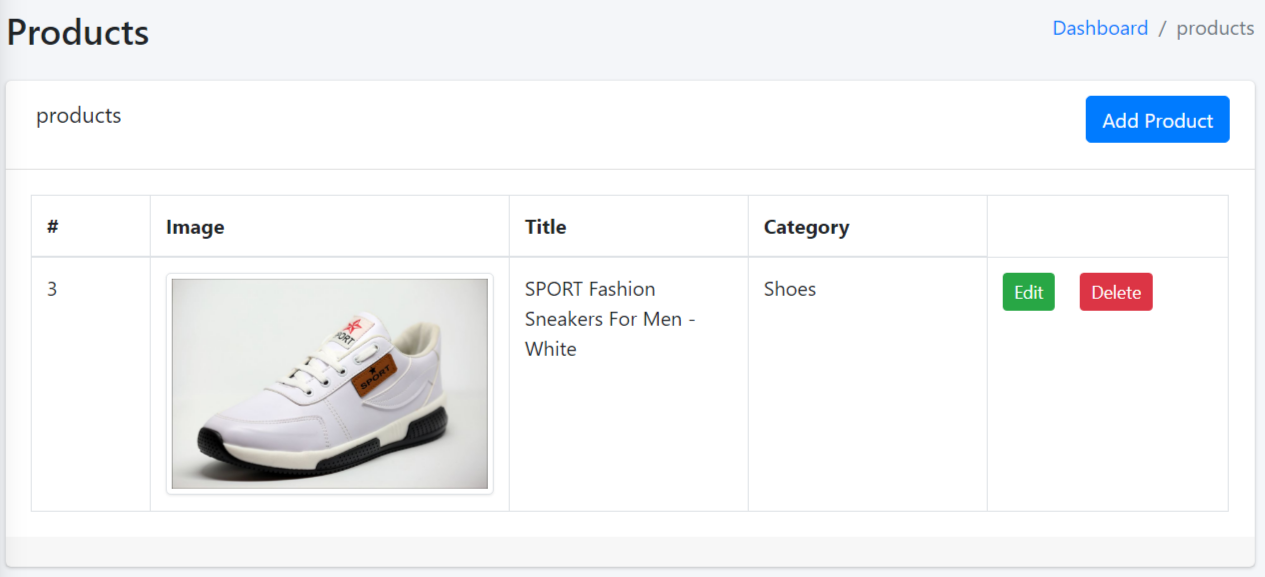 Products
Dashboard / products
products
Add Product
# Image Title Category
3 SPORT Fashion Shoes Edit Delete
Sneakers For Men -
White
PORT
SPORT